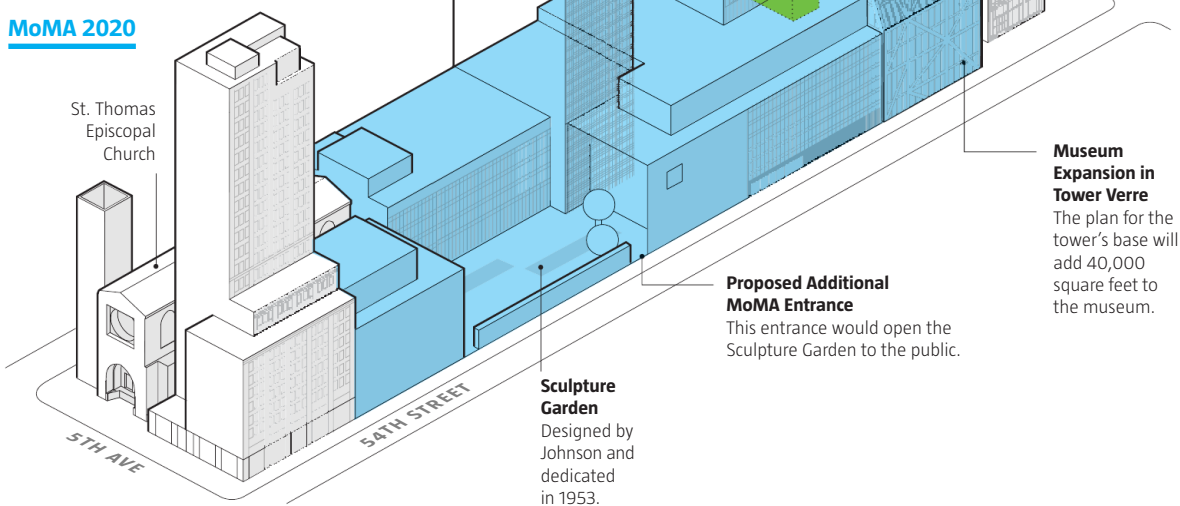 MoMA 2020
St. Thomas
Episcopal
Church
Museum
Expansion in
Tower Verre
The plan for the
tower’s base will
add 40,000
square feet to
the museum.
Proposed Additional
MoMA Entrance
This entrance would open the
Sculpture Garden to the public.
Sculpture
Garden
Designed by
Johnson and
dedicated
in 1953.
54TH STREET
5TH AVE